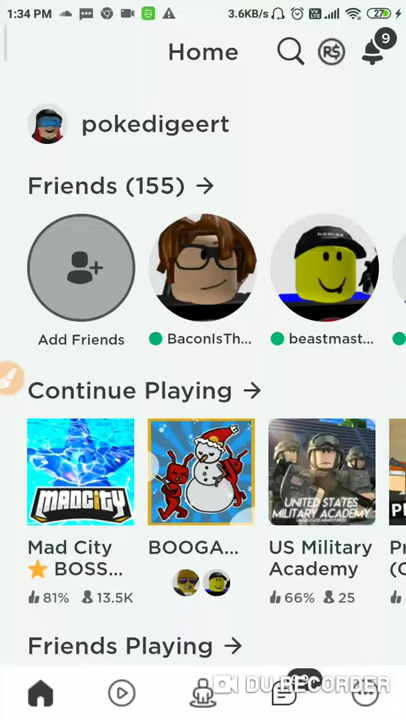 1:34 PM 3.6KB/s 27
Home R$ 9
pokedigeert
Friends (155) →
Add Friends BaconIsTh... beastmast...
Continue Playing →
MADCITY
UNITED STATES
MILITARY ACADEMY
Mad City BOOGA... US Military
⭐ BOSS... Academy
81% 13.5K 66% 25
Friends Playing →
DU RECORDER